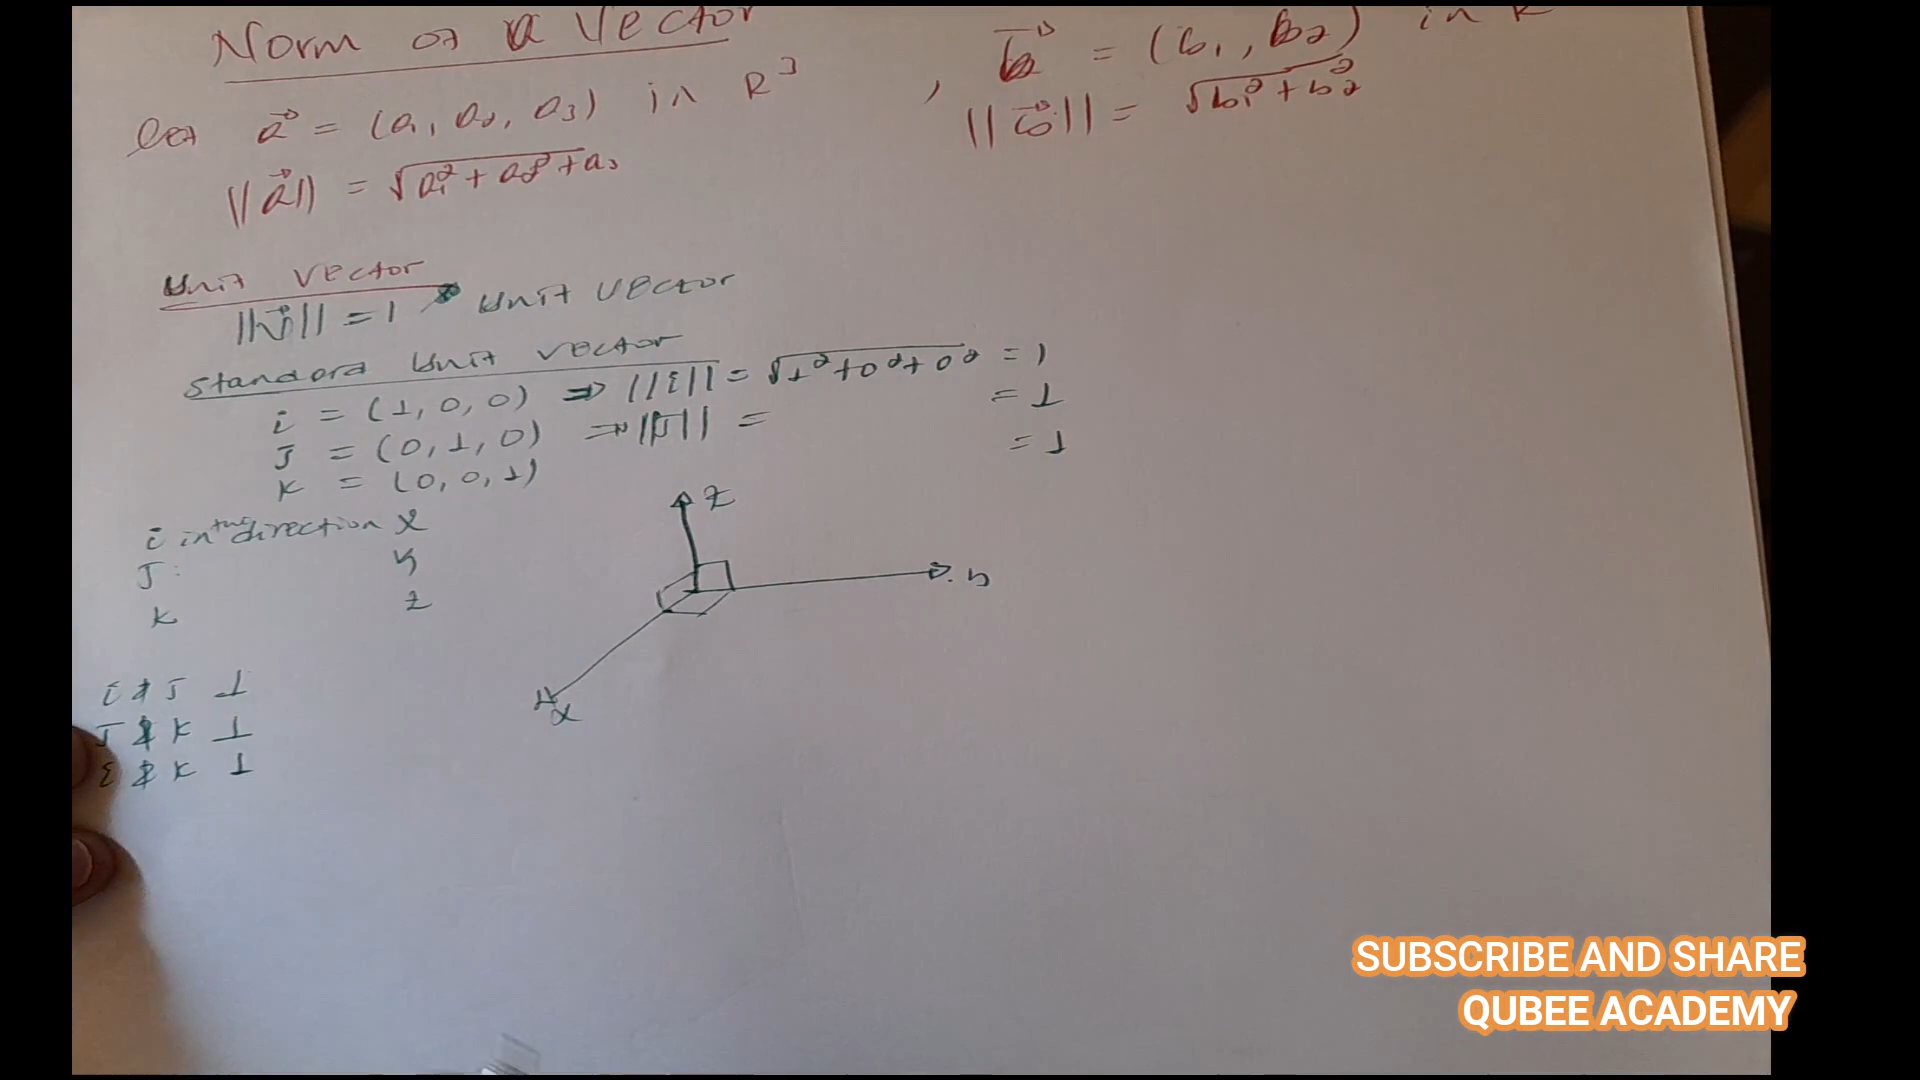 Norm of a Vector
let a⃗ = (a₁, a₂, a₃) in R³ , b⃗ = (b₁, b₂) in R
||a⃗|| = √a₁² + a₂² + a₃
||b⃗|| = √b₁² + b₂²
Unit Vector
||v⃗|| = 1 → Unit Vector
Standard Unit Vector
i = (1, 0, 0) ⇒ ||i|| = √1² + 0² + 0² = 1
J = (0, 1, 0) ⇒ ||J|| = = 1
K = (0, 0, 1) = 1
i in the direction x
J y
K z
z
y
x
i & J ⊥
J & K ⊥
i & K ⊥
SUBSCRIBE AND SHARE
QUBEE ACADEMY